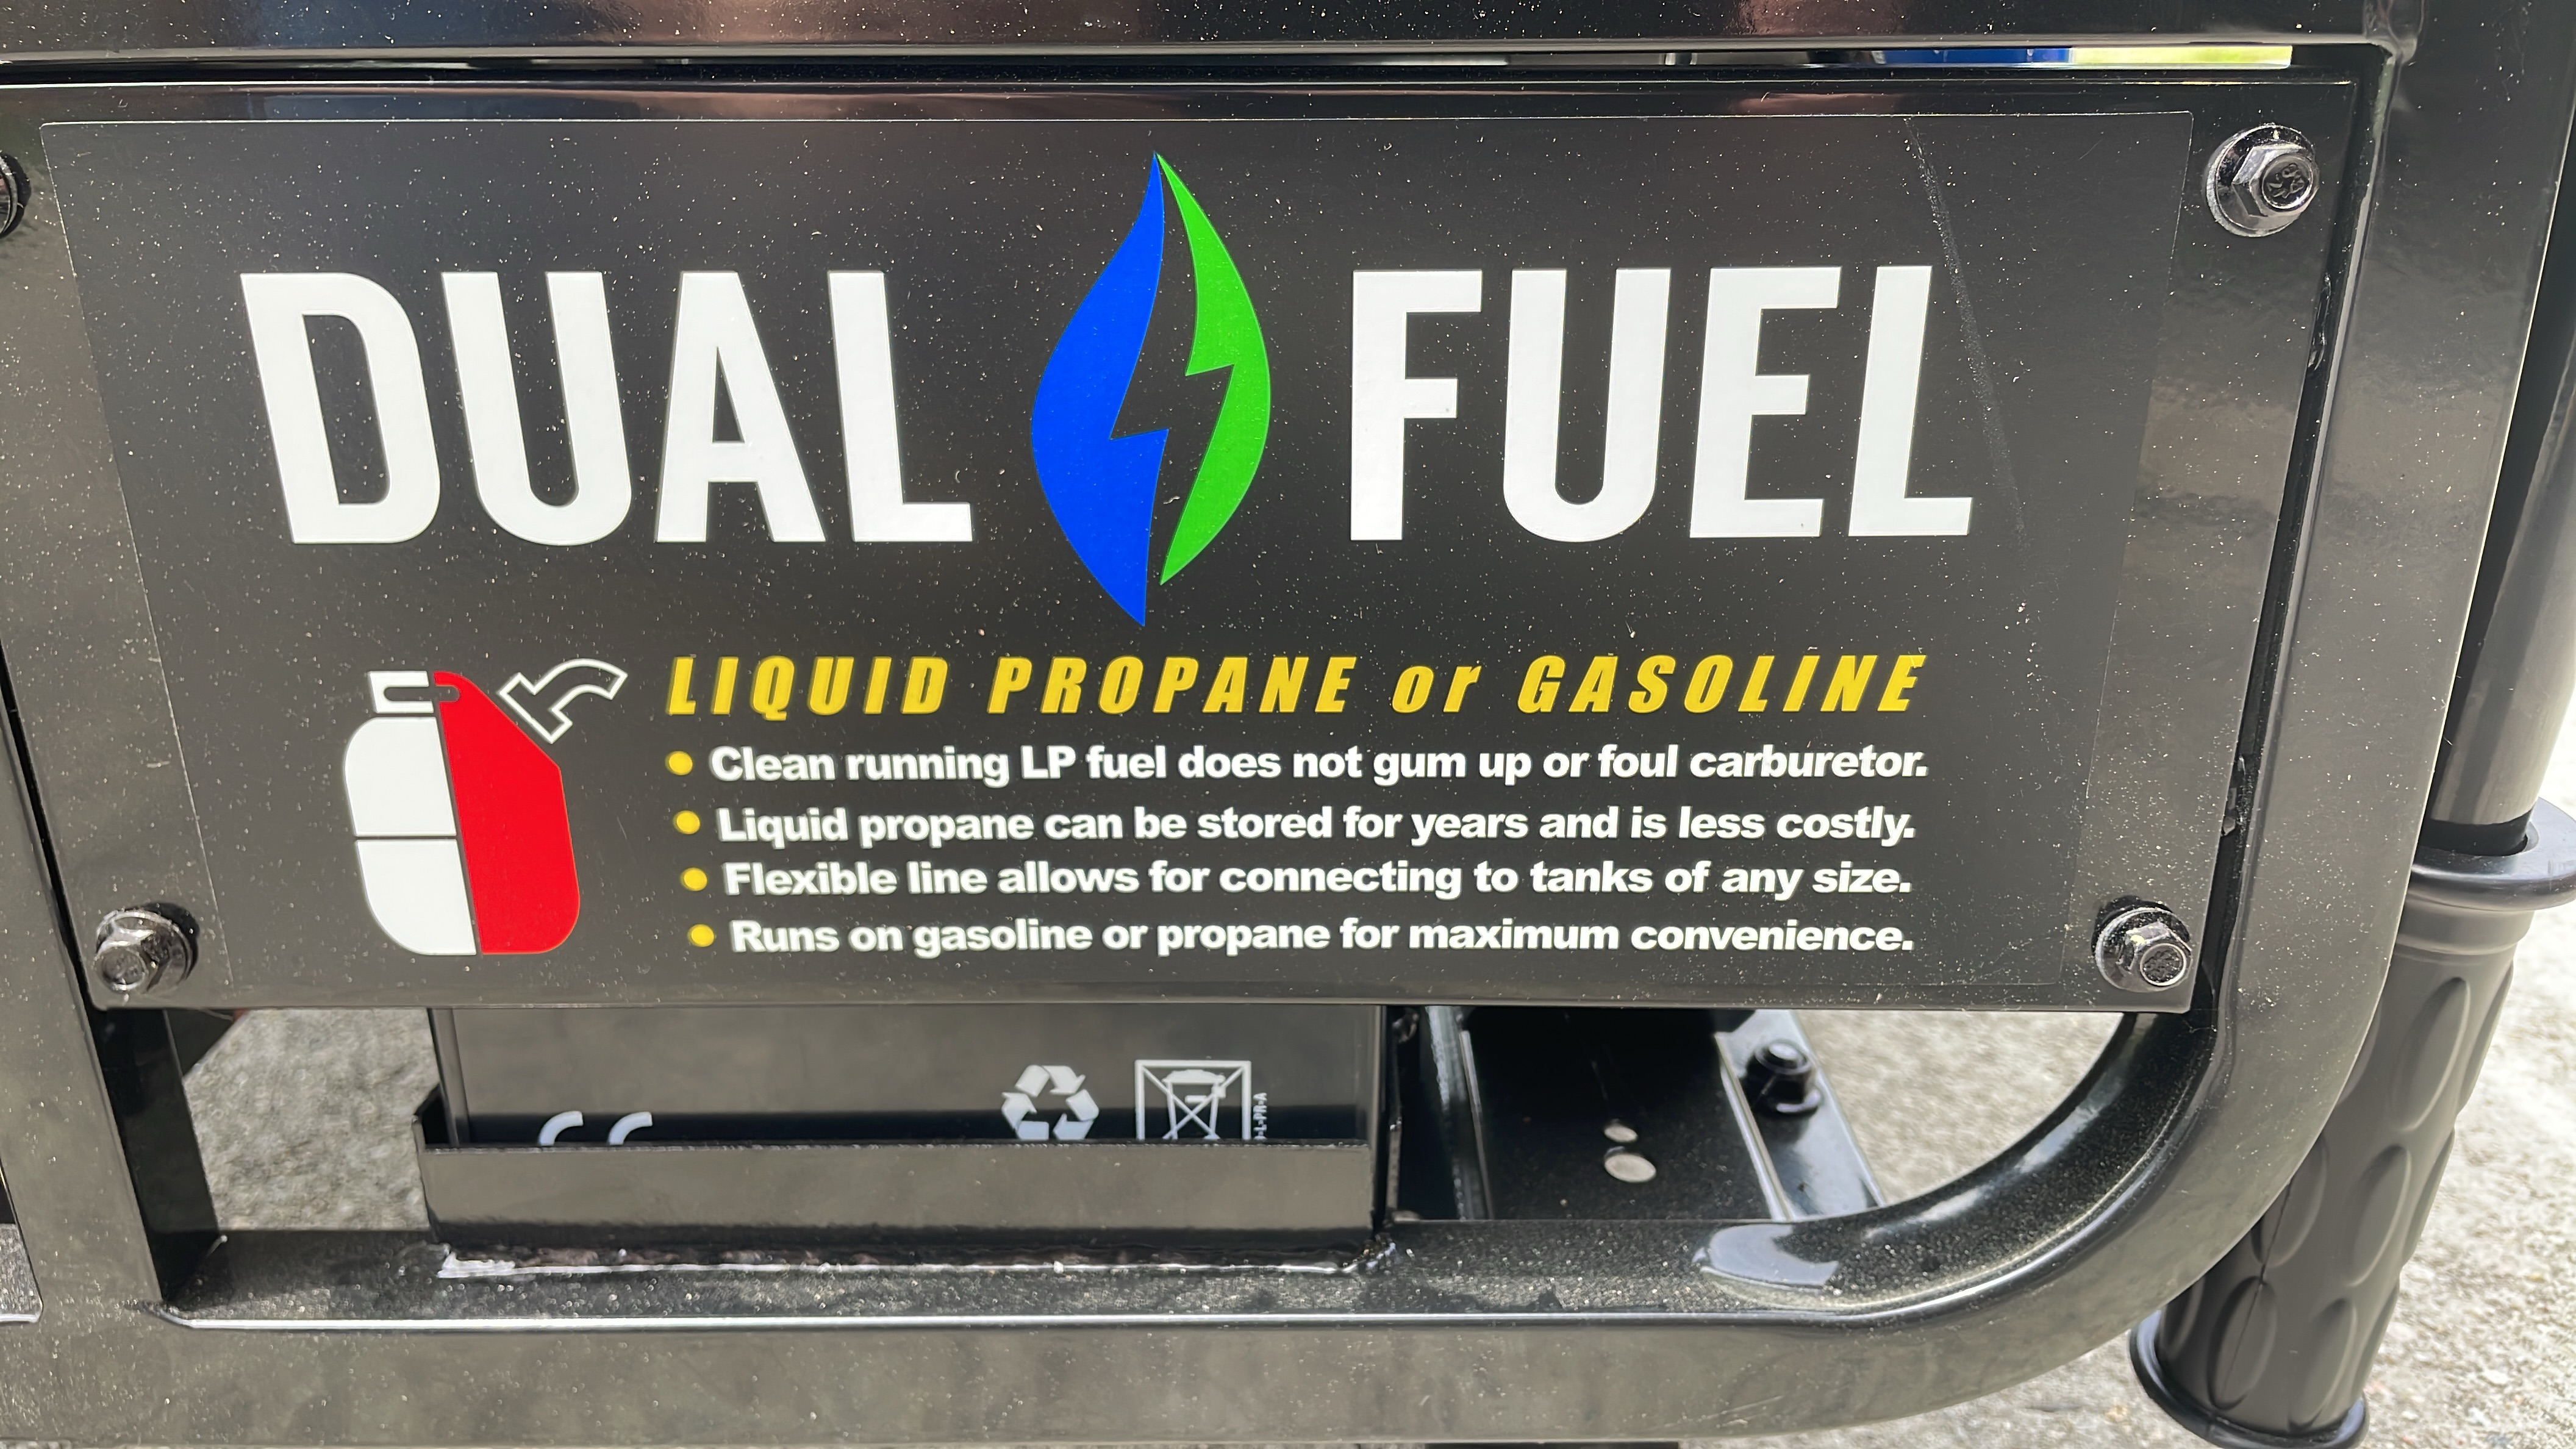 DUAL FUEL
LIQUID PROPANE or GASOLINE
• Clean running LP fuel does not gum up or foul carburetor.
• Liquid propane can be stored for years and is less costly.
• Flexible line allows for connecting to tanks of any size.
• Runs on gasoline or propane for maximum convenience.